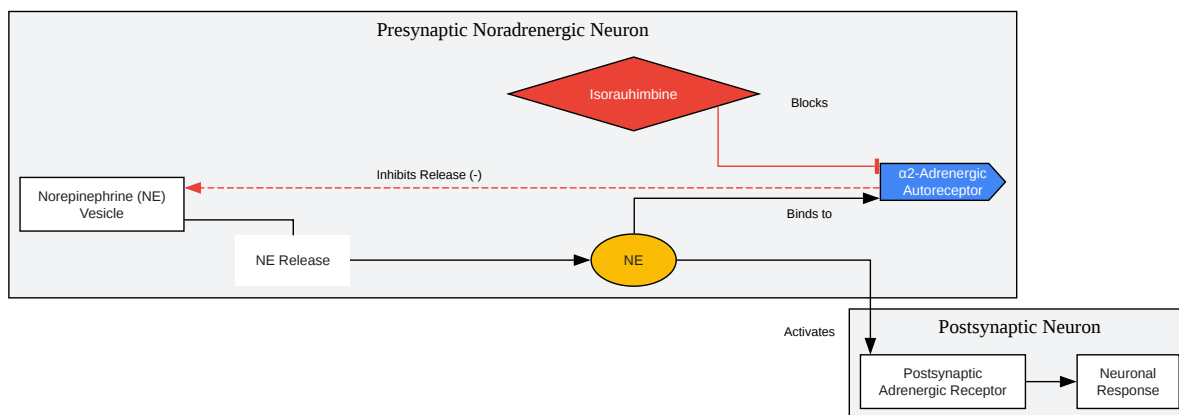 Presynaptic Noradrenergic Neuron
Isorauhimbine
Blocks
Inhibits Release (-)
α2-Adrenergic
Autoreceptor
Norepinephrine (NE)
Vesicle
Binds to
NE Release
NE
Activates
Postsynaptic Neuron
Postsynaptic
Adrenergic Receptor
Neuronal
Response